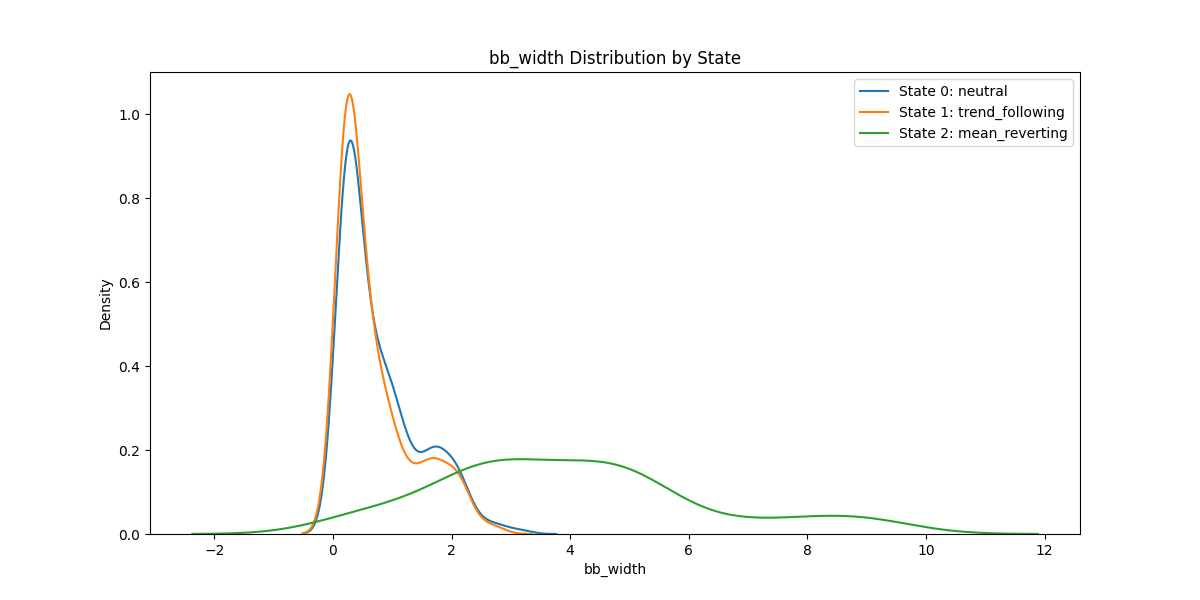 bb_width Distribution by State
State 0: neutral
State 1: trend_following
State 2: mean_reverting
Density
1.0
0.8
0.6
0.4
0.2
0.0
−2 0 2 4 6 8 10 12
bb_width